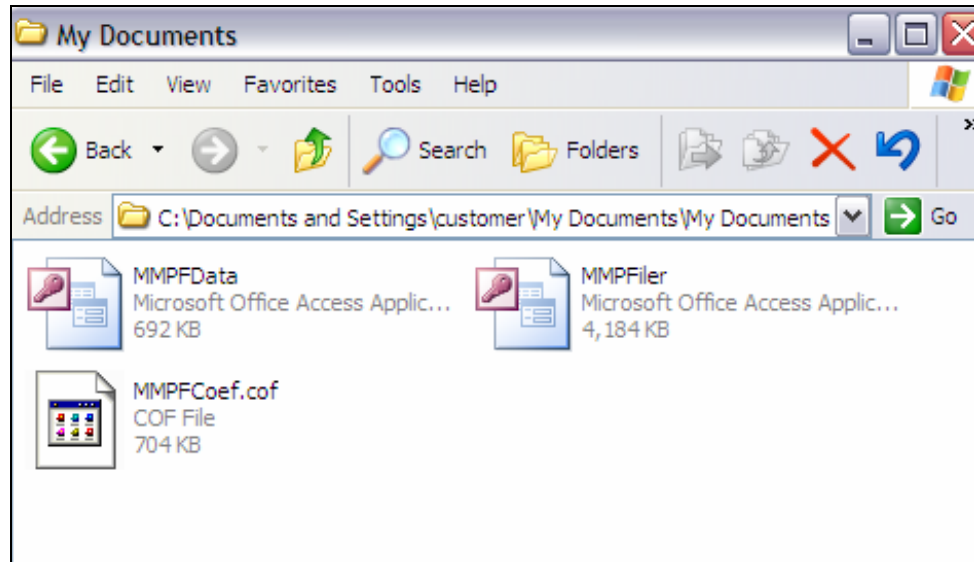 My Documents
File Edit View Favorites Tools Help
Back Search Folders
Address C:\Documents and Settings\customer\My Documents\My Documents Go
MMPFData
Microsoft Office Access Applic...
692 KB
MMPFiler
Microsoft Office Access Applic...
4,184 KB
MMPFCoef.cof
COF File
704 KB